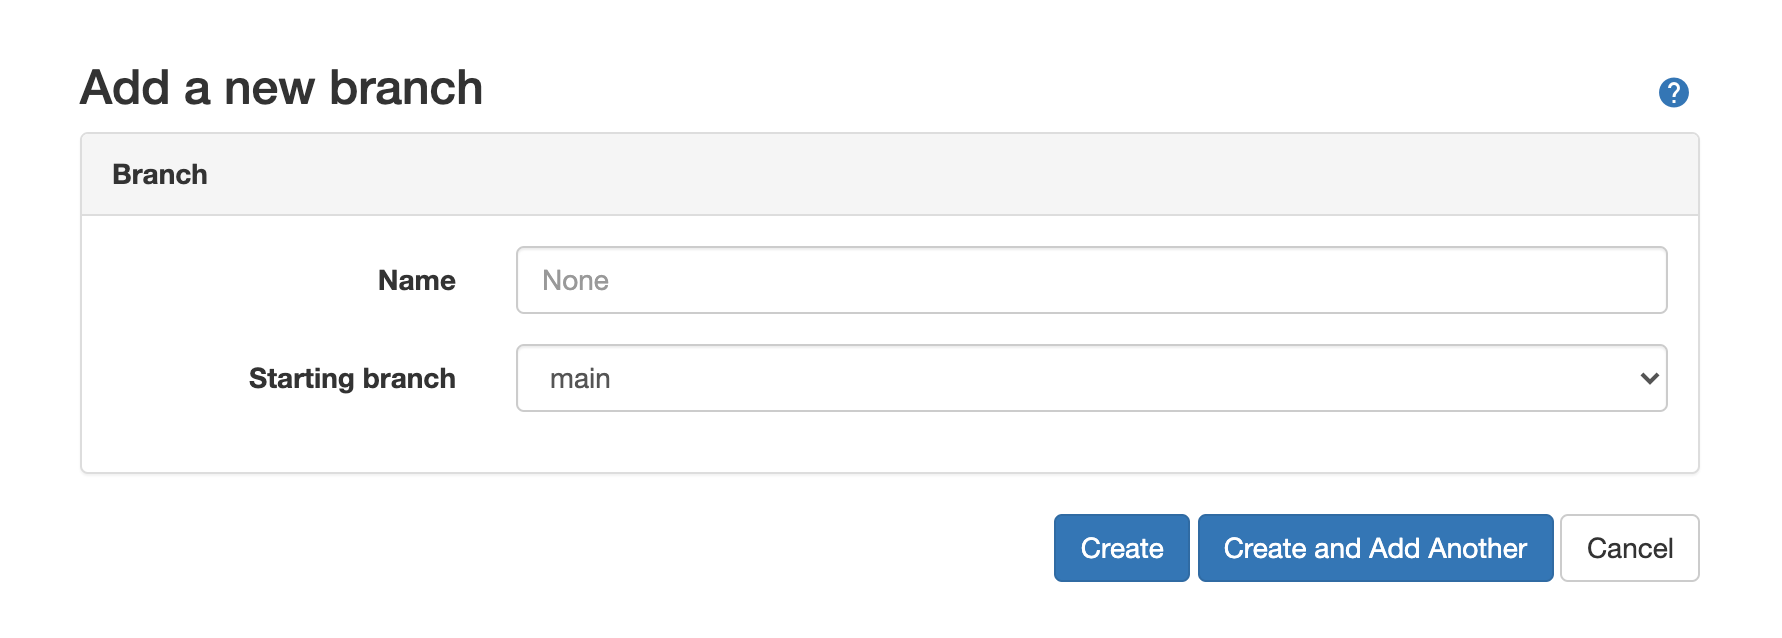 Add a new branch
?
Branch
Name
None
Starting branch
main
Create
Create and Add Another
Cancel